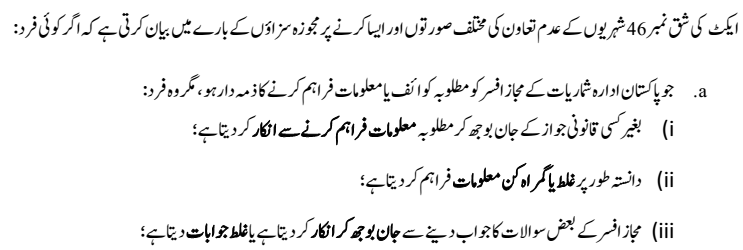 ایکٹ کی شق نمبر 46 شہریوں کے عدم تعاون کی مختلف صورتوں اور ایسا کرنے پر مجوزہ سزاؤں کے بارے میں بیان کرتی ہے کہ اگر کوئی فرد:
a. جو پاکستان ادارہ شماریات کے مجاز افسر کو مطلوبہ کوائف یا معلومات فراہم کرنے کا ذمہ دار ہو، مگر وہ فرد:
i) بغیر کسی قانونی جواز کے جان بوجھ کر مطلوبہ معلومات فراہم کرنے سے انکار کر دیتا ہے؛
ii) دانستہ طور پر غلط یا گمراہ کن معلومات فراہم کر دیتا ہے؛
iii) مجاز افسر کے بعض سوالات کا جواب دینے سے جان بوجھ کر انکار کر دیتا ہے یا غلط جوابات دیتا ہے؛